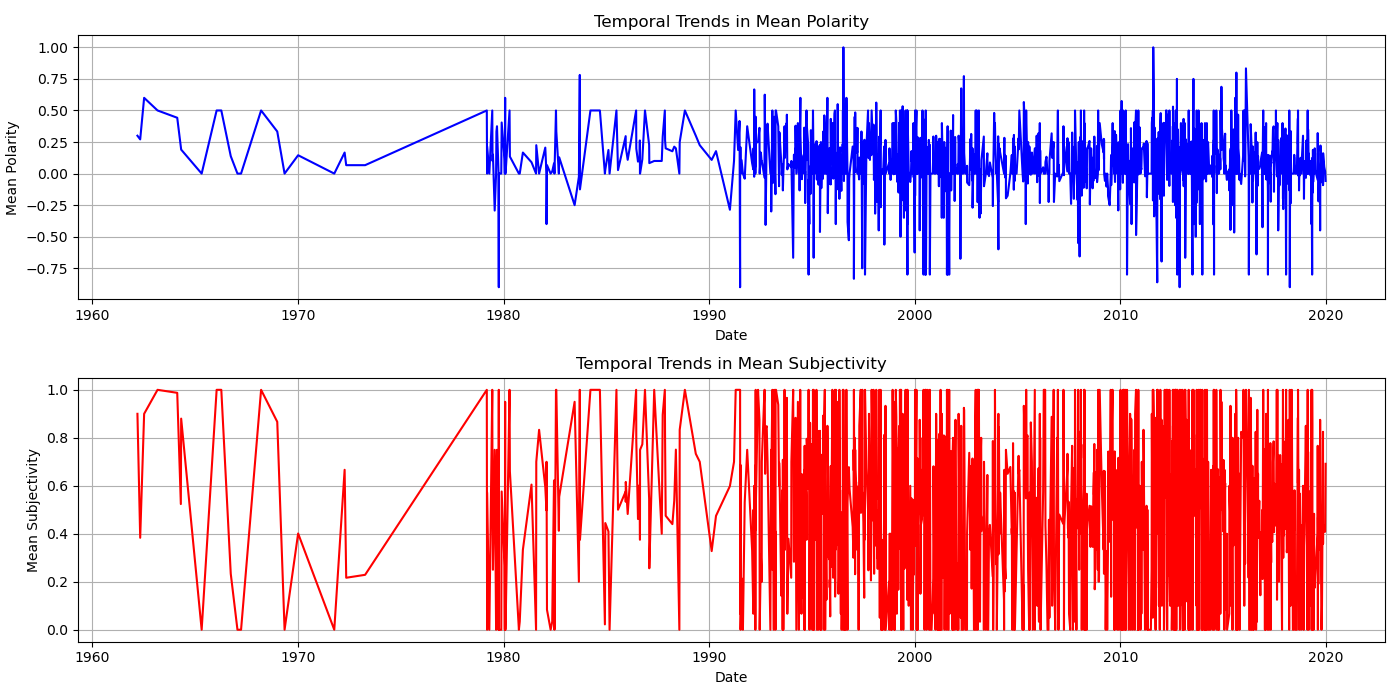 Temporal Trends in Mean Polarity
Mean Polarity
1.00
0.75
0.50
0.25
0.00
−0.25
−0.50
−0.75
1960 1970 1980 1990 2000 2010 2020
Date
Temporal Trends in Mean Subjectivity
Mean Subjectivity
1.0
0.8
0.6
0.4
0.2
0.0
1960 1970 1980 1990 2000 2010 2020
Date